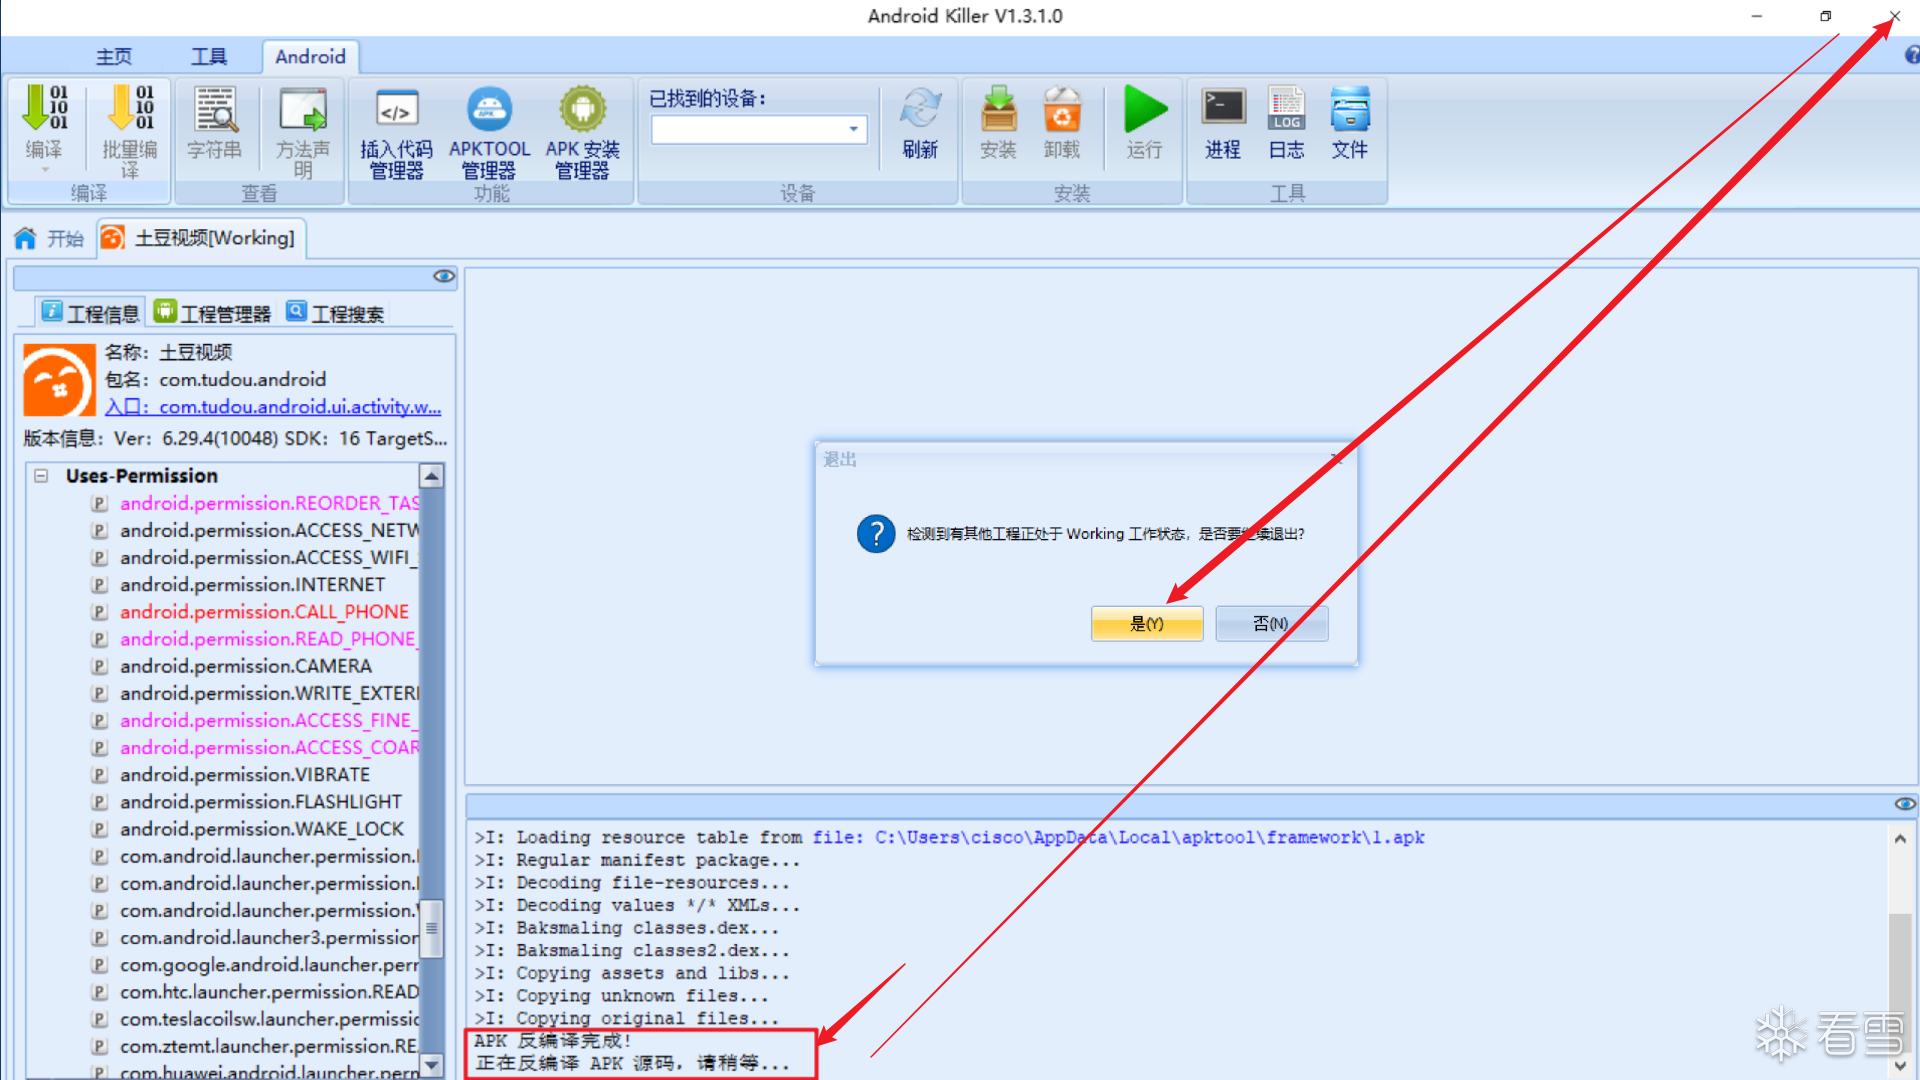 Android Killer V1.3.1.0
主页
工具
Android
编译
批量编
译
编译
字符串
方法声
明
查看
插入代码
管理器
APKTOOL
管理器
APK 安装
管理器
功能
已找到的设备：
设备
刷新
安装
卸载
运行
安装
进程
LOG
日志
文件
工具
开始
土豆视频[Working]
工程信息
工程管理器
工程搜索
名称：土豆视频
包名：com.tudou.android
入口：com.tudou.android.ui.activity.w...
版本信息：Ver：6.29.4(10048) SDK：16 TargetS...
Uses-Permission
android.permission.REORDER_TAS
android.permission.ACCESS_NETW
android.permission.ACCESS_WIFI_
android.permission.INTERNET
android.permission.CALL_PHONE
android.permission.READ_PHONE_
android.permission.CAMERA
android.permission.WRITE_EXTER
android.permission.ACCESS_FINE_
android.permission.ACCESS_COAR
android.permission.VIBRATE
android.permission.FLASHLIGHT
android.permission.WAKE_LOCK
com.android.launcher.permission.
com.android.launcher.permission.
com.android.launcher.permission.
com.android.launcher3.permission
com.google.android.launcher.perr
com.htc.launcher.permission.READ
com.teslacoilsw.launcher.permissic
com.ztemt.launcher.permission.RE
com.huawei.android.launcher.perm
退出
检测到有其他工程正处于 Working 工作状态，是否要继续退出?
是(Y)
否(N)
>I: Loading resource table from file: C:\Users\cisco\AppData\Local\apktool\framework\1.apk
>I: Regular manifest package...
>I: Decoding file-resources...
>I: Decoding values */* XMLs...
>I: Baksmaling classes.dex...
>I: Baksmaling classes2.dex...
>I: Copying assets and libs...
>I: Copying unknown files...
>I: Copying original files...
APK 反编译完成!
正在反编译 APK 源码，请稍等...
看雪